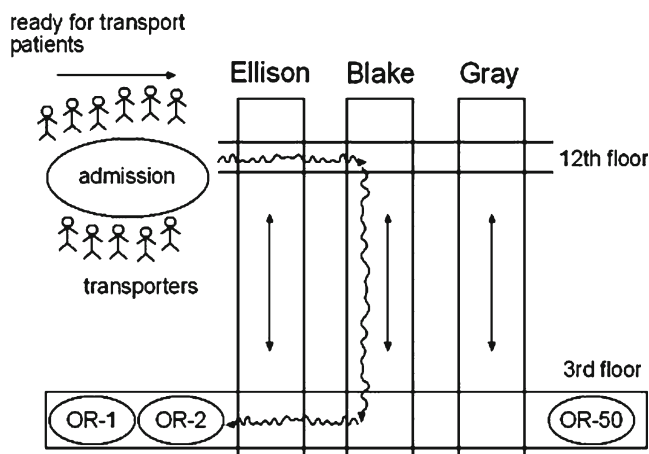 ready for transport
patients
Ellison Blake Gray
admission
12th floor
transporters
3rd floor
OR-1 OR-2 OR-50